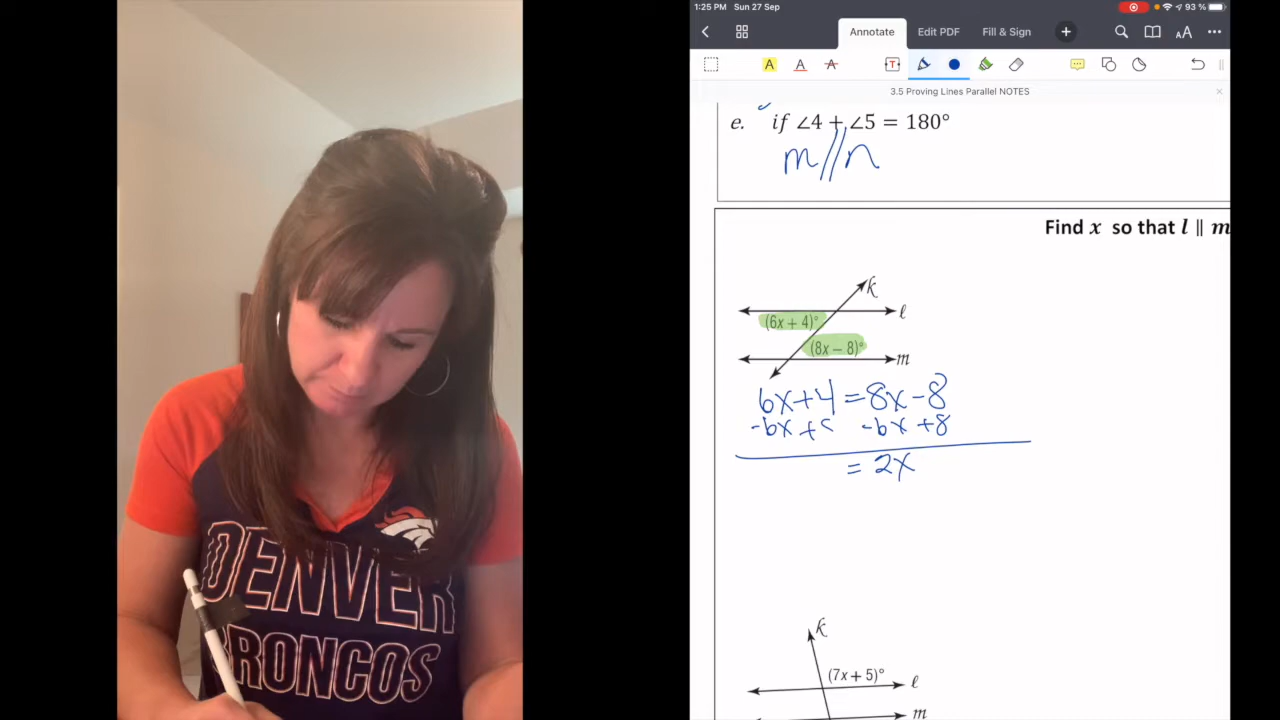 1:25 PM Sun 27 Sep
93 %
Annotate
Edit PDF
Fill & Sign
3.5 Proving Lines Parallel NOTES
e. if ∠4 + ∠5 = 180°
m//n
Find x so that l ∥ m
k
l
(6x + 4)°
(8x – 8)°
m
6x+4 = 8x-8
-6x + -6x +8
= 2x
k
(7x + 5)°
l
m
DENVER
BRONCOS